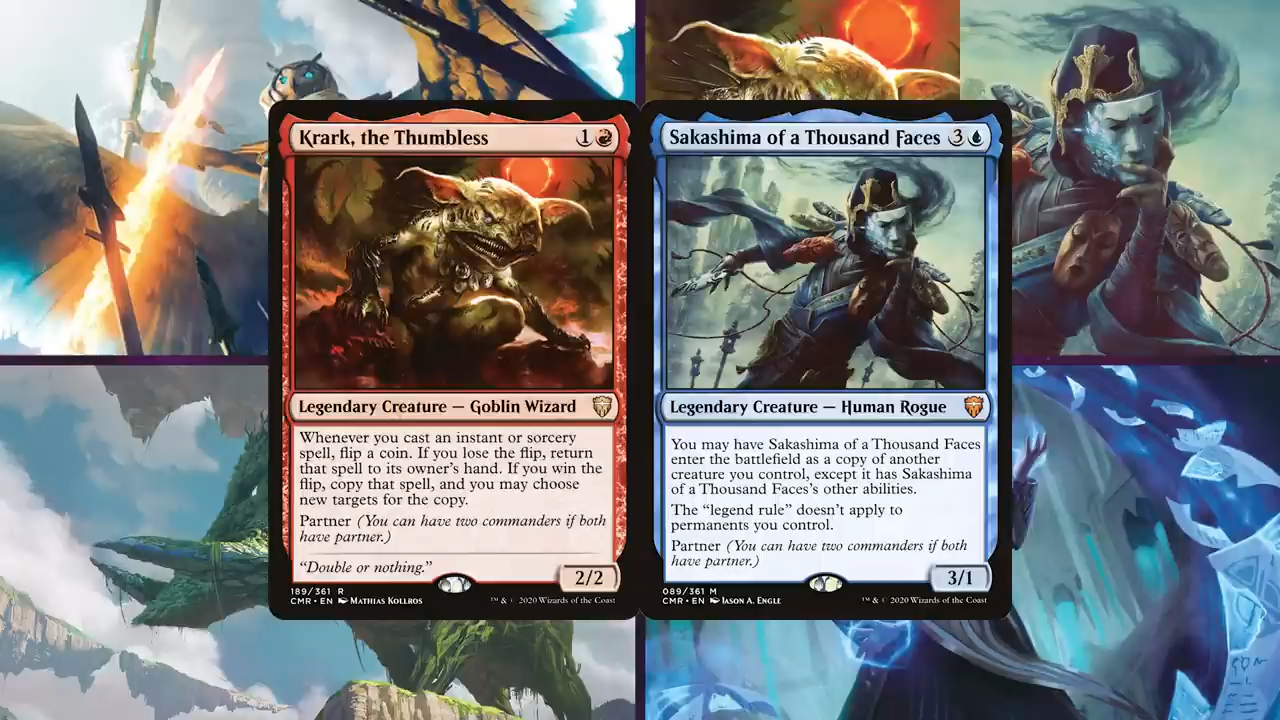 Krark, the Thumbless 1
Legendary Creature — Goblin Wizard
Whenever you cast an instant or sorcery
spell, flip a coin. If you lose the flip, return
that spell to its owner's hand. If you win the
flip, copy that spell, and you may choose
new targets for the copy.
Partner (You can have two commanders if both
have partner.)
"Double or nothing."
2/2
189/361 R
CMR • EN Mathias Kollros
™ & © 2020 Wizards of the Coast
Sakashima of a Thousand Faces 3
Legendary Creature — Human Rogue
You may have Sakashima of a Thousand Faces
enter the battlefield as a copy of another
creature you control, except it has Sakashima
of a Thousand Faces's other abilities.
The "legend rule" doesn't apply to
permanents you control.
Partner (You can have two commanders if both
have partner.)
3/1
089/361 M
CMR • EN Jason A. Engle
™ & © 2020 Wizards of the Coast